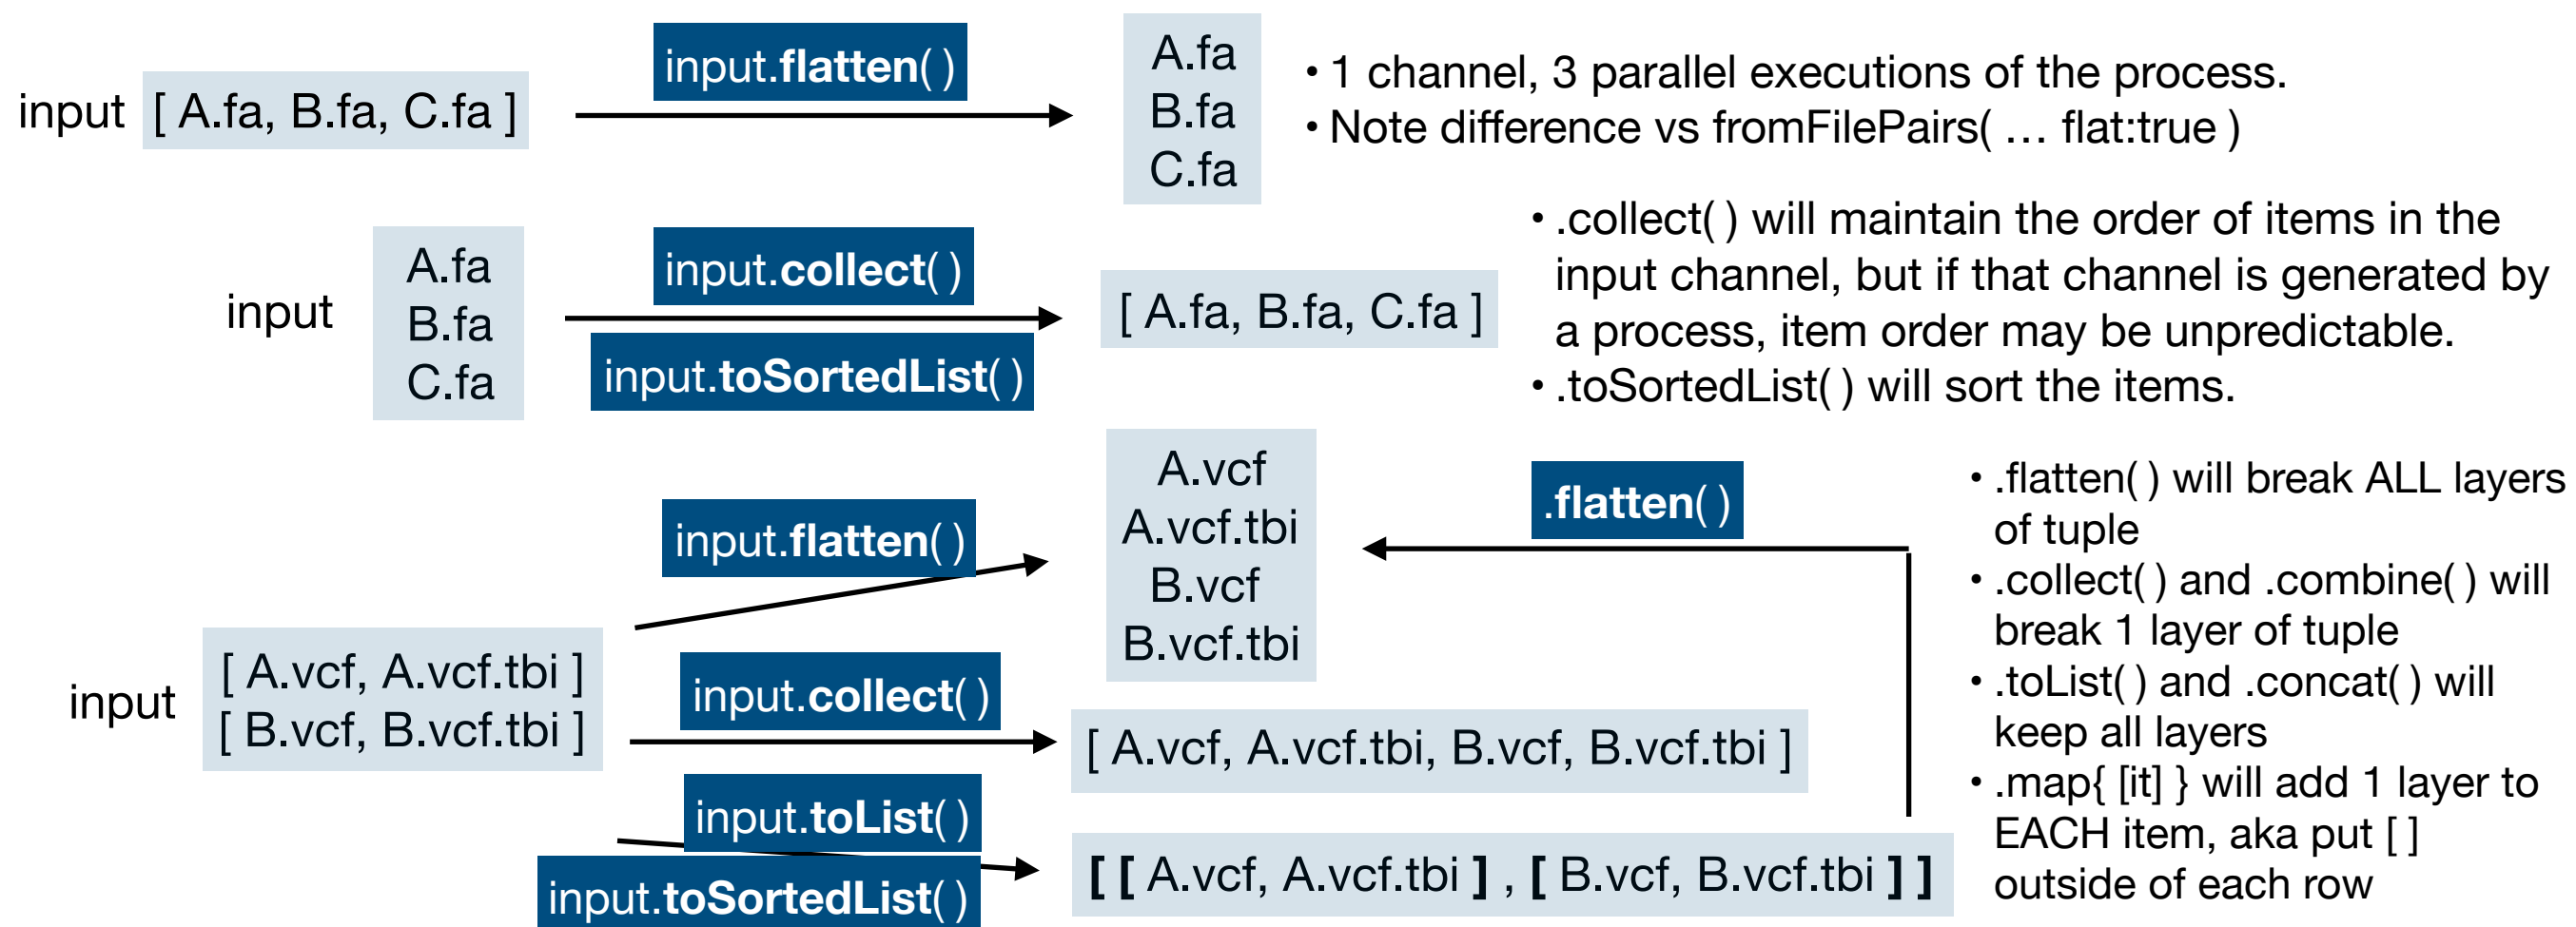 input.flatten( )
input [ A.fa, B.fa, C.fa ]
A.fa
B.fa
C.fa
• 1 channel, 3 parallel executions of the process.
• Note difference vs fromFilePairs( … flat:true )
input
A.fa
B.fa
C.fa
input.collect( )
input.toSortedList( )
[ A.fa, B.fa, C.fa ]
• .collect( ) will maintain the order of items in the
input channel, but if that channel is generated by
a process, item order may be unpredictable.
• .toSortedList( ) will sort the items.
input
[ A.vcf, A.vcf.tbi ]
[ B.vcf, B.vcf.tbi ]
input.flatten( )
A.vcf
A.vcf.tbi
B.vcf
B.vcf.tbi
.flatten( )
input.collect( )
[ A.vcf, A.vcf.tbi, B.vcf, B.vcf.tbi ]
input.toList( )
input.toSortedList( )
[ [ A.vcf, A.vcf.tbi ] , [ B.vcf, B.vcf.tbi ] ]
• .flatten( ) will break ALL layers
of tuple
• .collect( ) and .combine( ) will
break 1 layer of tuple
• .toList( ) and .concat( ) will
keep all layers
• .map{ [it] } will add 1 layer to
EACH item, aka put [ ]
outside of each row